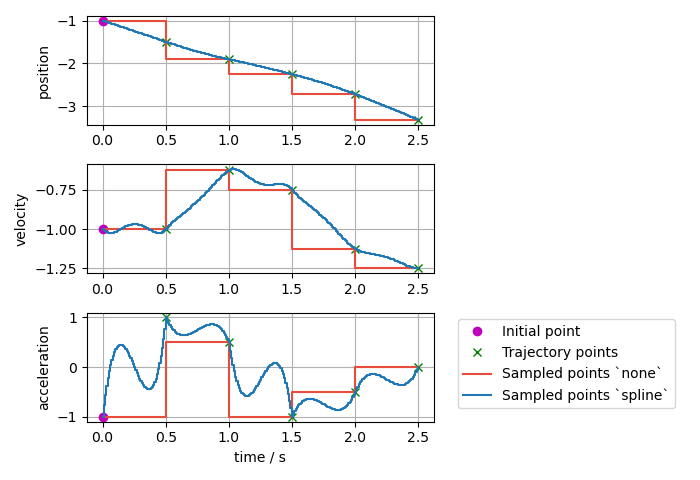 −1
−2
−3
position
0.0 0.5 1.0 1.5 2.0 2.5
−0.75
−1.00
−1.25
velocity
0.0 0.5 1.0 1.5 2.0 2.5
1
0
−1
acceleration
0.0 0.5 1.0 1.5 2.0 2.5
time / s
Initial point
Trajectory points
Sampled points `none`
Sampled points `spline`